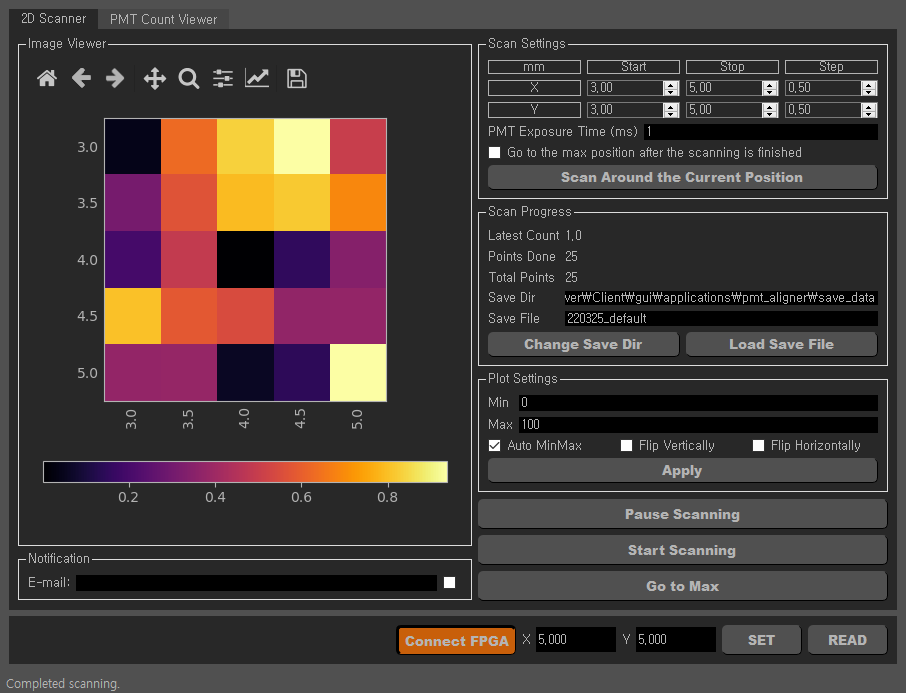 2D Scanner PMT Count Viewer
Image Viewer
3.0
3.5
4.0
4.5
5.0
3.0 3.5 4.0 4.5 5.0
0.2 0.4 0.6 0.8
Notification
E-mail:
Scan Settings
mm Start Stop Step
X 3,00 5,00 0,50
Y 3,00 5,00 0,50
PMT Exposure Time (ms) 1
Go to the max position after the scanning is finished
Scan Around the Current Position
Scan Progress
Latest Count 1,0
Points Done 25
Total Points 25
Save Dir ver₩Client₩gui₩applications₩pmt_aligner₩save_data
Save File 220325_default
Change Save Dir Load Save File
Plot Settings
Min 0
Max 100
Auto MinMax Flip Vertically Flip Horizontally
Apply
Pause Scanning
Start Scanning
Go to Max
Connect FPGA X 5,000 Y 5,000 SET READ
Completed scanning.